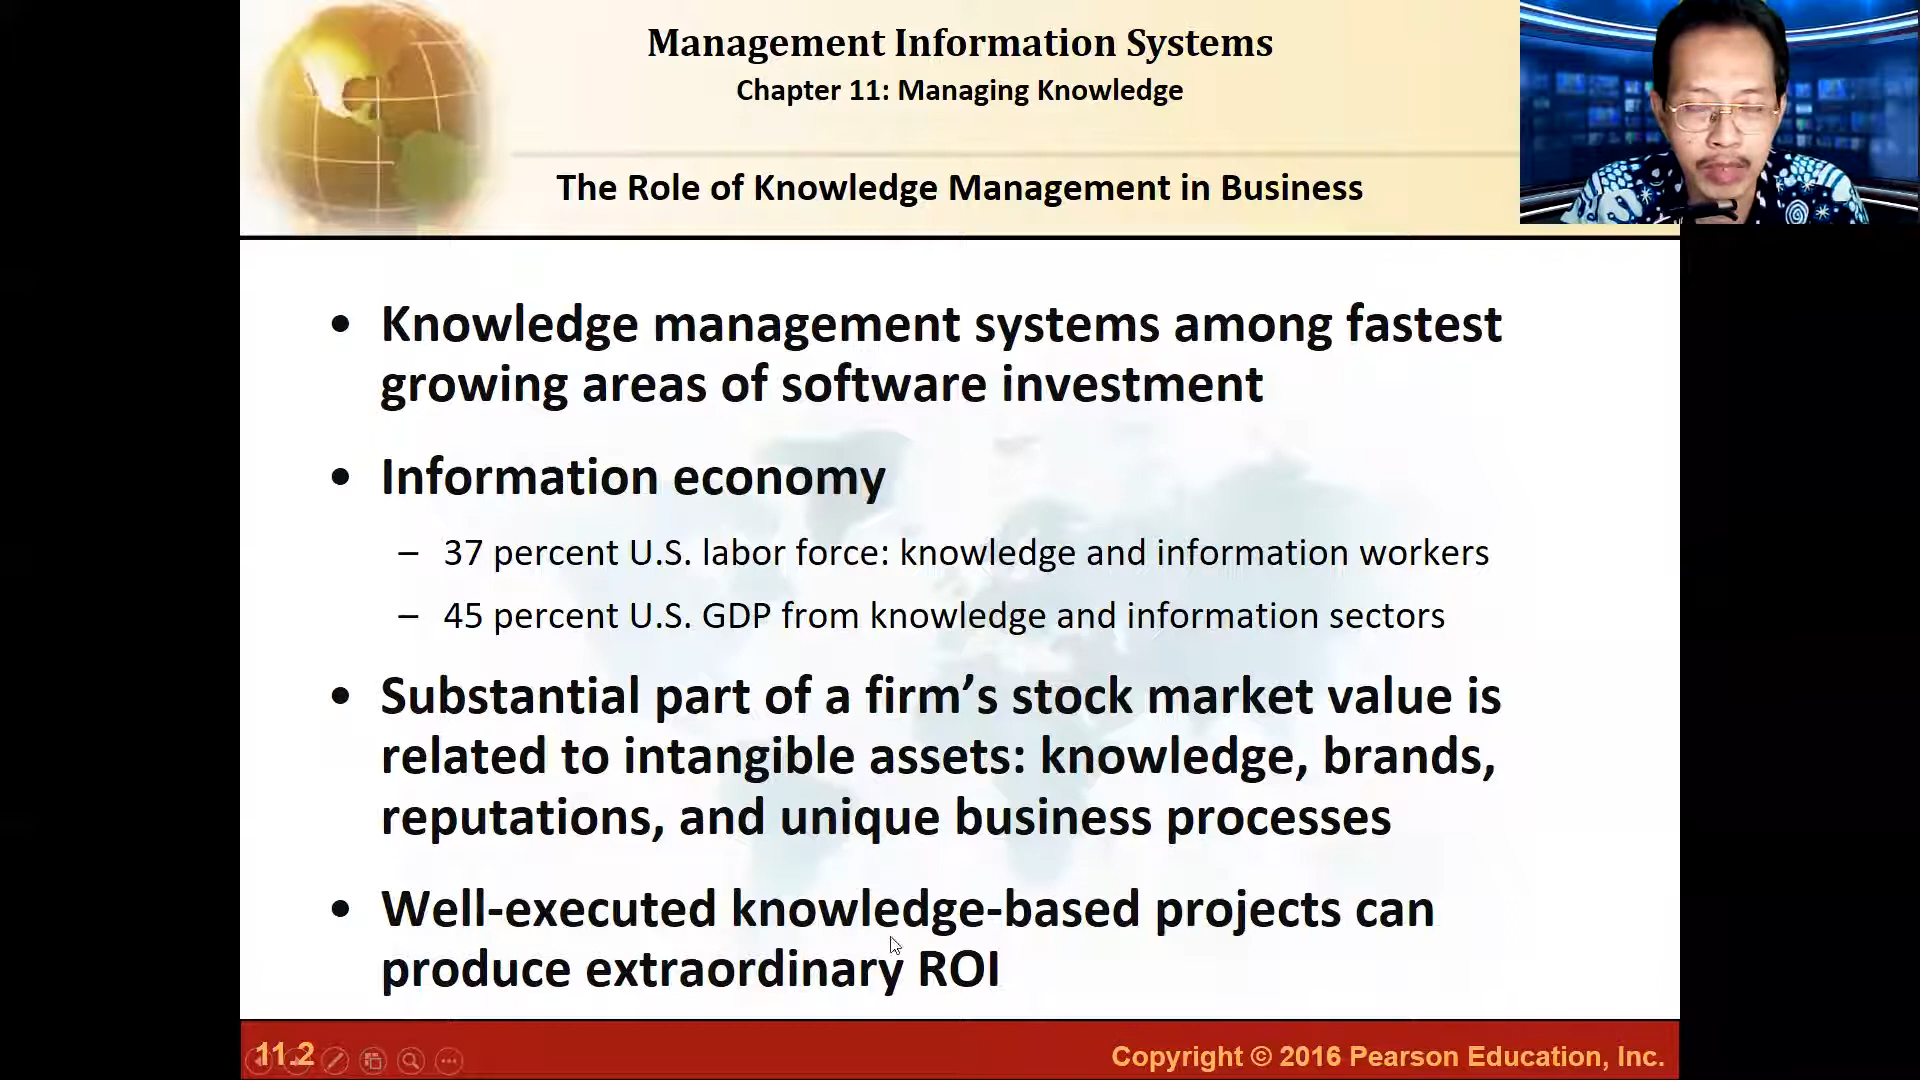 Management Information Systems
Chapter 11: Managing Knowledge
The Role of Knowledge Management in Business
• Knowledge management systems among fastest
growing areas of software investment
• Information economy
– 37 percent U.S. labor force: knowledge and information workers
– 45 percent U.S. GDP from knowledge and information sectors
• Substantial part of a firm’s stock market value is
related to intangible assets: knowledge, brands,
reputations, and unique business processes
• Well-executed knowledge-based projects can
produce extraordinary ROI
11.2
Copyright © 2016 Pearson Education, Inc.